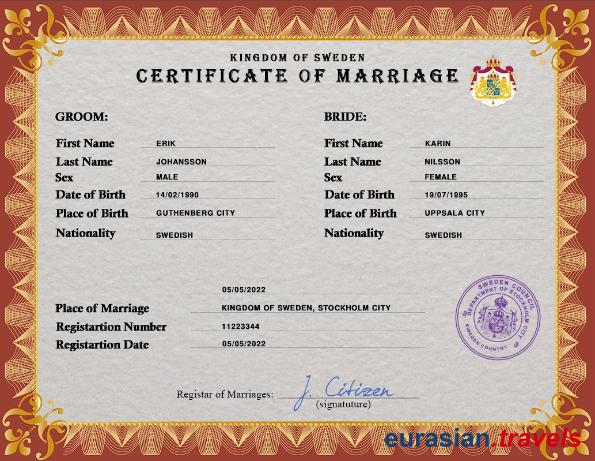 KINGDOM OF SWEDEN
CERTIFICATE OF MARRIAGE
GROOM:
First Name ERIK
Last Name JOHANSSON
Sex MALE
Date of Birth 14/02/1990
Place of Birth GUTHENBERG CITY
Nationality SWEDISH
BRIDE:
First Name KARIN
Last Name NILSSON
Sex FEMALE
Date of Birth 19/07/1995
Place of Birth UPPSALA CITY
Nationality SWEDISH
05/05/2022
Place of Marriage KINGDOM OF SWEDEN, STOCKHOLM CITY
Registartion Number 11223344
Registartion Date 05/05/2022
SWEDEN COUNCIL
DEPARTMENT OF STOCKHOLM CITY
SWEDEN COUNTRY
Registar of Marriages: J. Citizen
(signatuture)
eurasian.travels